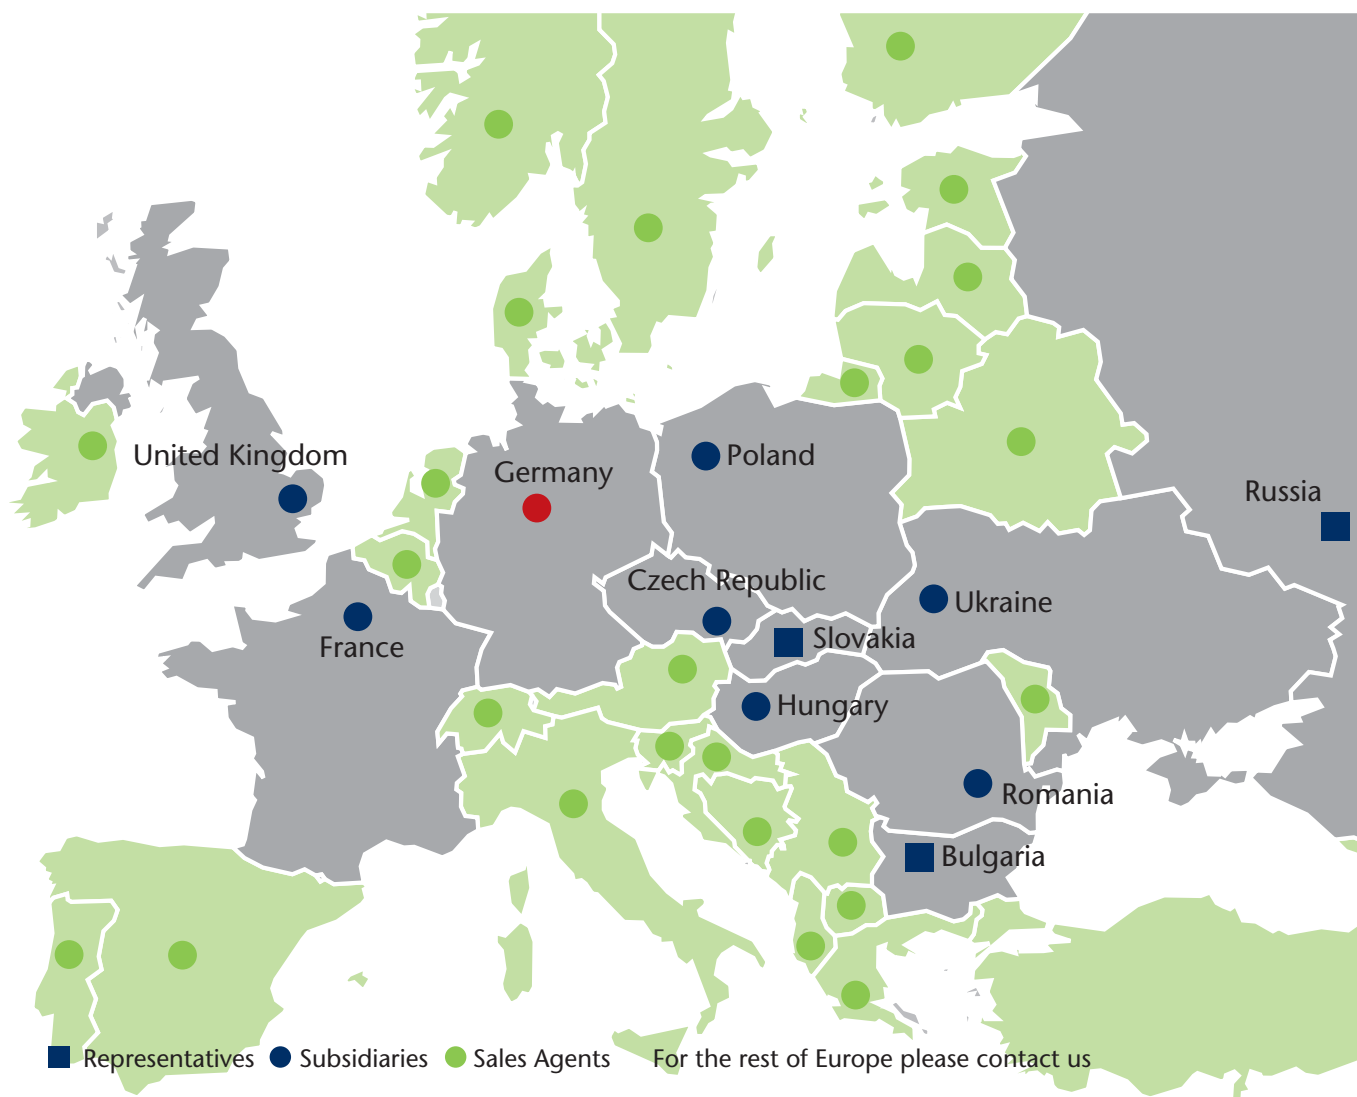 United Kingdom
Germany
Poland
Russia
Czech Republic
Ukraine
France
Slovakia
Hungary
Romania
Bulgaria
Representatives Subsidiaries Sales Agents For the rest of Europe please contact us